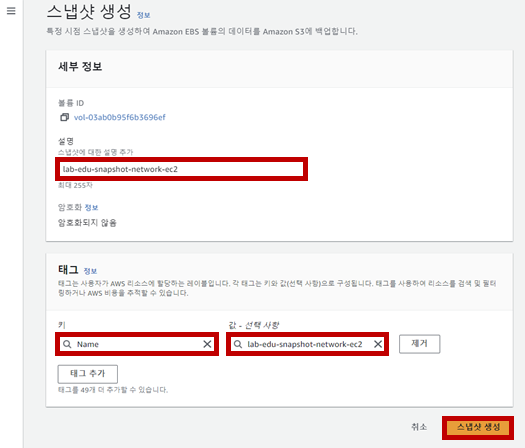 스냅샷 생성 정보
특정 시점 스냅샷을 생성하여 Amazon EBS 볼륨의 데이터를 Amazon S3에 백업합니다.
세부 정보
볼륨 ID
vol-03ab0b95f6b3696ef
설명
스냅샷에 대한 설명 추가
lab-edu-snapshot-network-ec2
최대 255자
암호화 정보
암호화되지 않음
태그 정보
태그는 사용자가 AWS 리소스에 할당하는 레이블입니다. 각 태그는 키와 값(선택 사항)으로 구성됩니다. 태그를 사용하여 리소스를 검색 및 필터
링하거나 AWS 비용을 추적할 수 있습니다.
키 값 - 선택 사항
Name lab-edu-snapshot-network-ec2 제거
태그 추가
태그를 49개 더 추가할 수 있습니다.
취소 스냅샷 생성